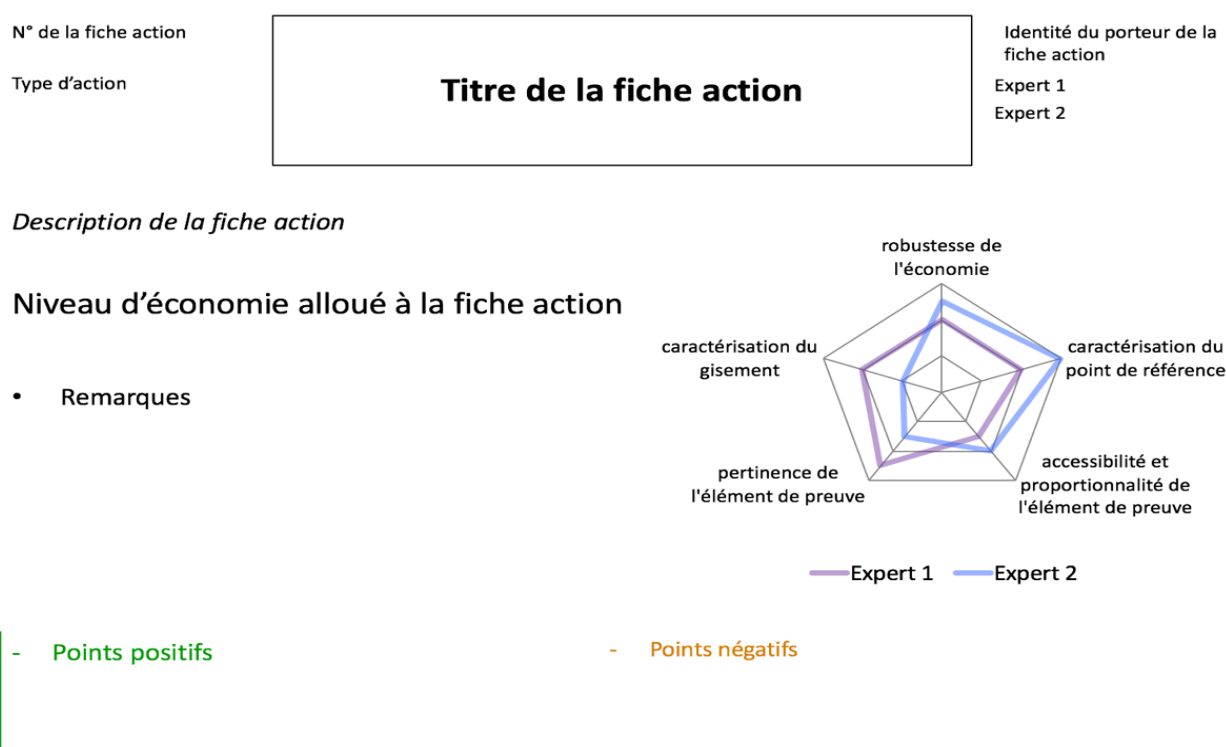 N° de la fiche action
Type d’action
Titre de la fiche action
Identité du porteur de la
fiche action
Expert 1
Expert 2
Description de la fiche action
Niveau d’économie alloué à la fiche action
• Remarques
robustesse de
l'économie
caractérisation du
point de référence
accessibilité et
proportionnalité de
l'élément de preuve
pertinence de
l'élément de preuve
caractérisation du
gisement
Expert 1
Expert 2
- Points positifs
- Points négatifs